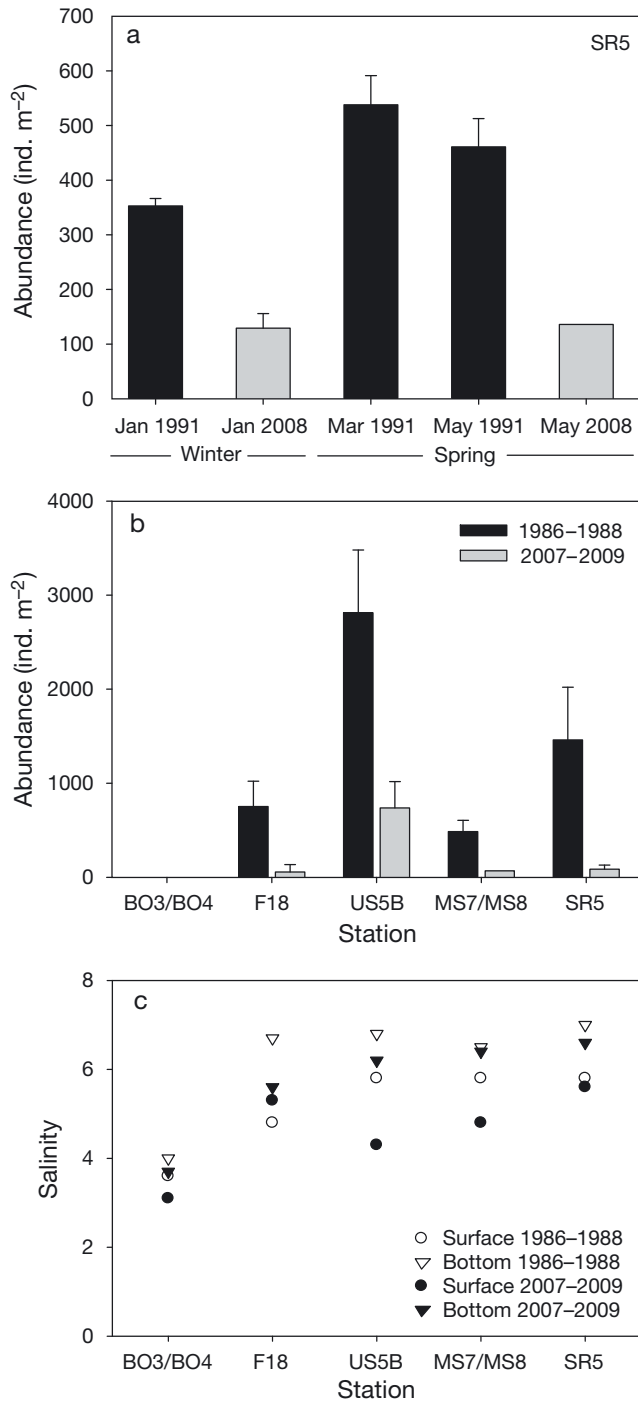 a
SR5
Abundance (ind. m⁻²)
700
600
500
400
300
200
100
0
Jan 1991 Jan 2008 Mar 1991 May 1991 May 2008
Winter Spring
b
1986–1988
2007–2009
Abundance (ind. m⁻²)
4000
3000
2000
1000
0
BO3/BO4 F18 US5B MS7/MS8 SR5
Station
c
Salinity
8
6
4
2
0
Surface 1986–1988
Bottom 1986–1988
Surface 2007–2009
Bottom 2007–2009
BO3/BO4 F18 US5B MS7/MS8 SR5
Station